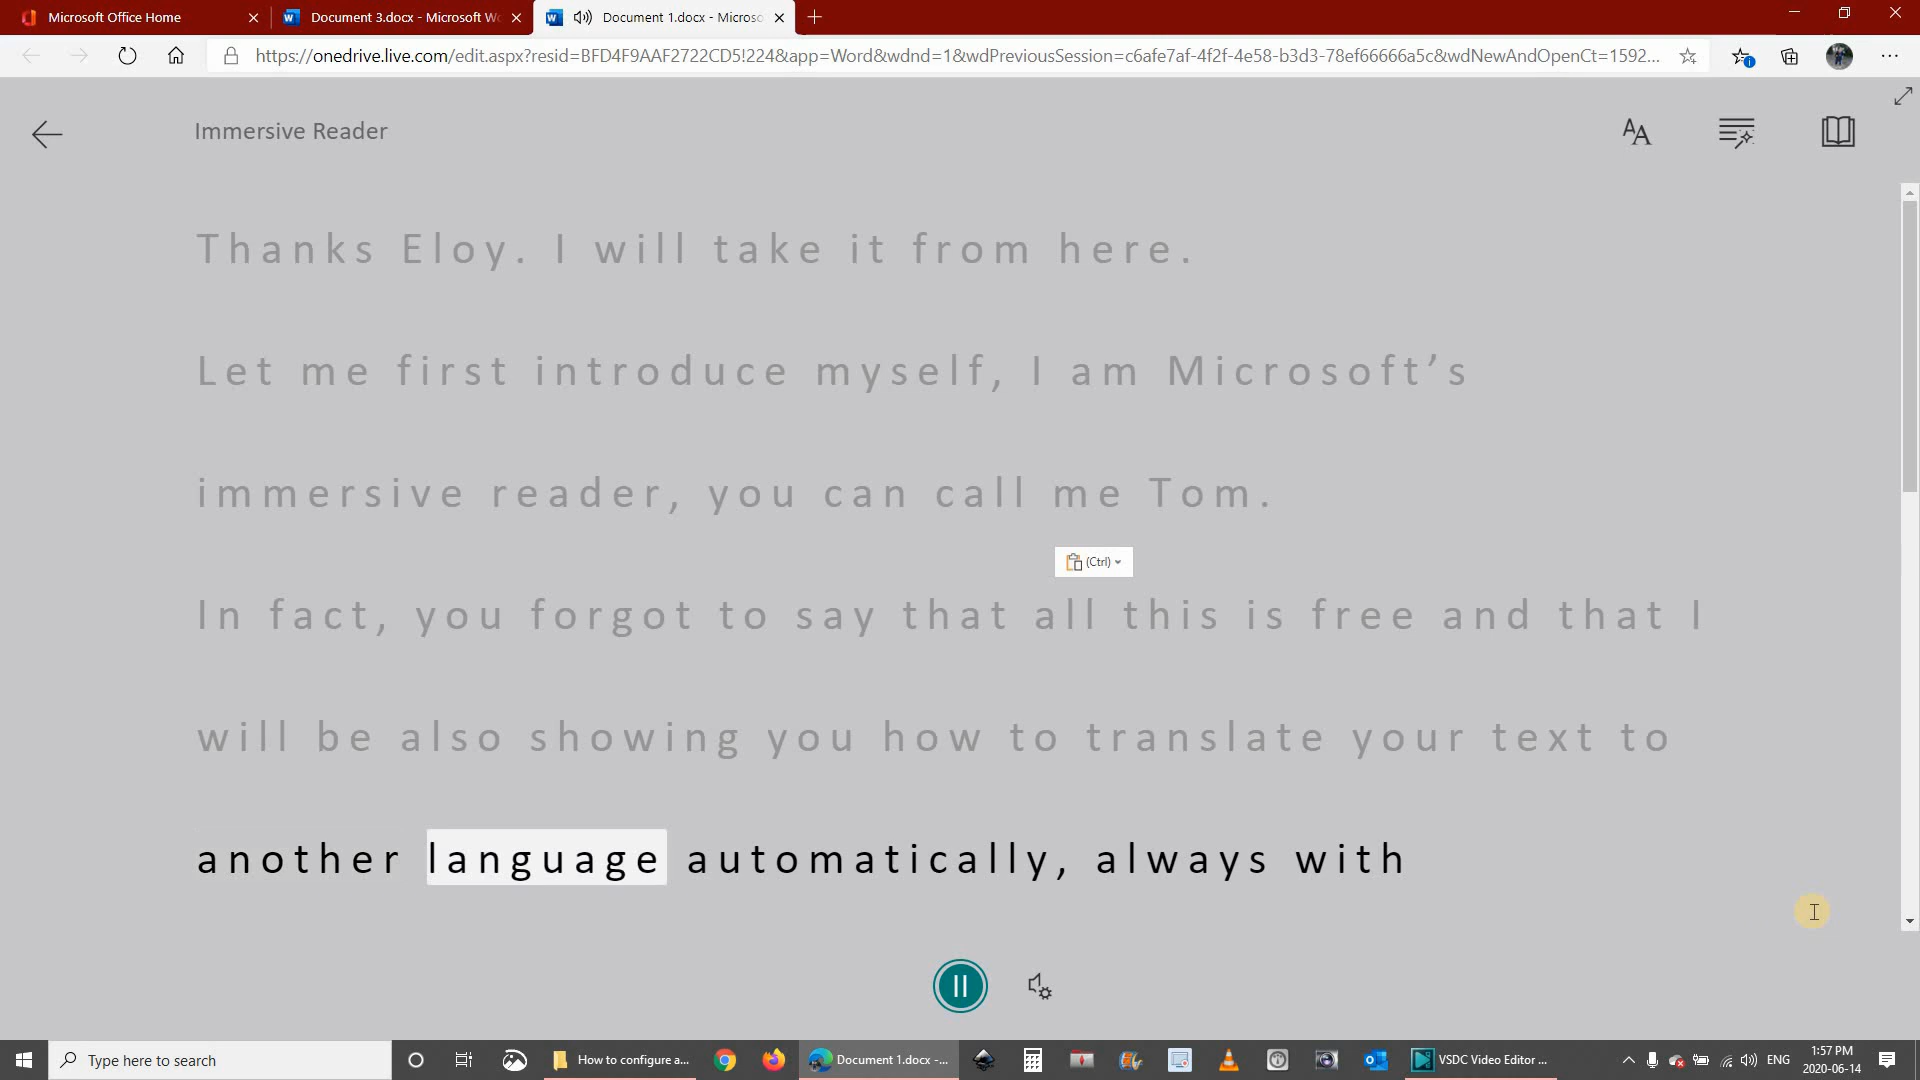 Microsoft Office Home
Document 3.docx - Microsoft Wo
Document 1.docx - Microso
https://onedrive.live.com/edit.aspx?resid=BFD4F9AAF2722CD5!224&app=Word&wdnd=1&wdPreviousSession=c6afe7af-4f2f-4e58-b3d3-78ef66666a5c&wdNewAndOpenCt=1592...
Immersive Reader
Thanks Eloy. I will take it from here.
Let me first introduce myself, I am Microsoft’s
immersive reader, you can call me Tom.
(Ctrl)
In fact, you forgot to say that all this is free and that I
will be also showing you how to translate your text to
another language automatically, always with
Type here to search
How to configure a...
Document 1.docx -...
VSDC Video Editor ...
ENG
1:57 PM
2020-06-14